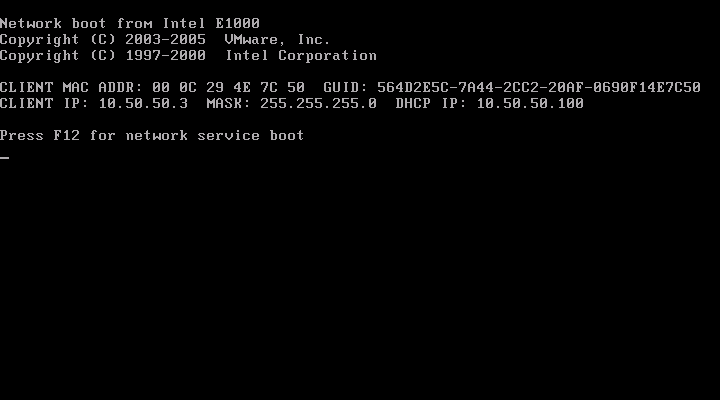 Network boot from Intel E1000
Copyright (C) 2003-2005  VMware, Inc.
Copyright (C) 1997-2000  Intel Corporation
CLIENT MAC ADDR: 00 0C 29 4E 7C 50  GUID: 564D2E5C-7A44-2CC2-20AF-0690F14E7C50
CLIENT IP: 10.50.50.3  MASK: 255.255.255.0  DHCP IP: 10.50.50.100
Press F12 for network service boot